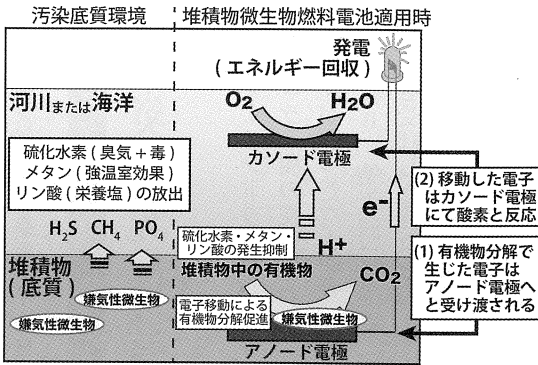 汚染底質環境
堆積物微生物燃料電池適用時
発電
(エネルギー回収)
河川または海洋
硫化水素(臭気+毒)
メタン(強温室効果)
リン酸(栄養塩)の放出
H2S CH4 PO4
堆積物
(底質)
嫌気性微生物
嫌気性微生物
O2
H2O
カソード電極
e-
H+
硫化水素・メタン・
リン酸の発生抑制
堆積物中の有機物
CO2
電子移動による
有機物分解促進
嫌気性微生物
アノード電極
(2) 移動した電子
はカソード電極
にて酸素と反応
(1) 有機物分解で
生じた電子は
アノード電極へ
と受け渡される